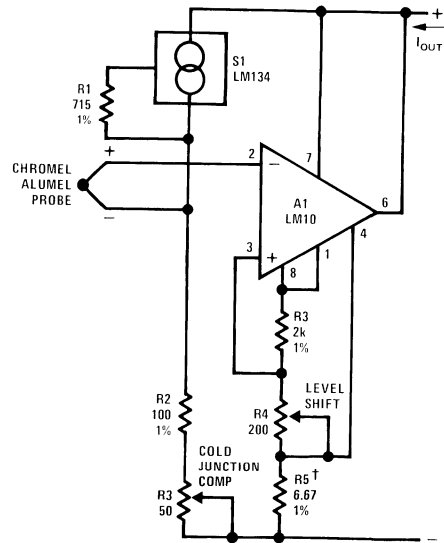 +
IOUT
S1
LM134
R1
715
1%
+
CHROMEL
ALUMEL
PROBE
−
2
−
7
A1
LM10
6
4
3
+
8
1
R3
2k
1%
LEVEL
SHIFT
R4
200
R2
100
1%
COLD
JUNCTION
COMP
R3
50
R5†
6.67
1%
−